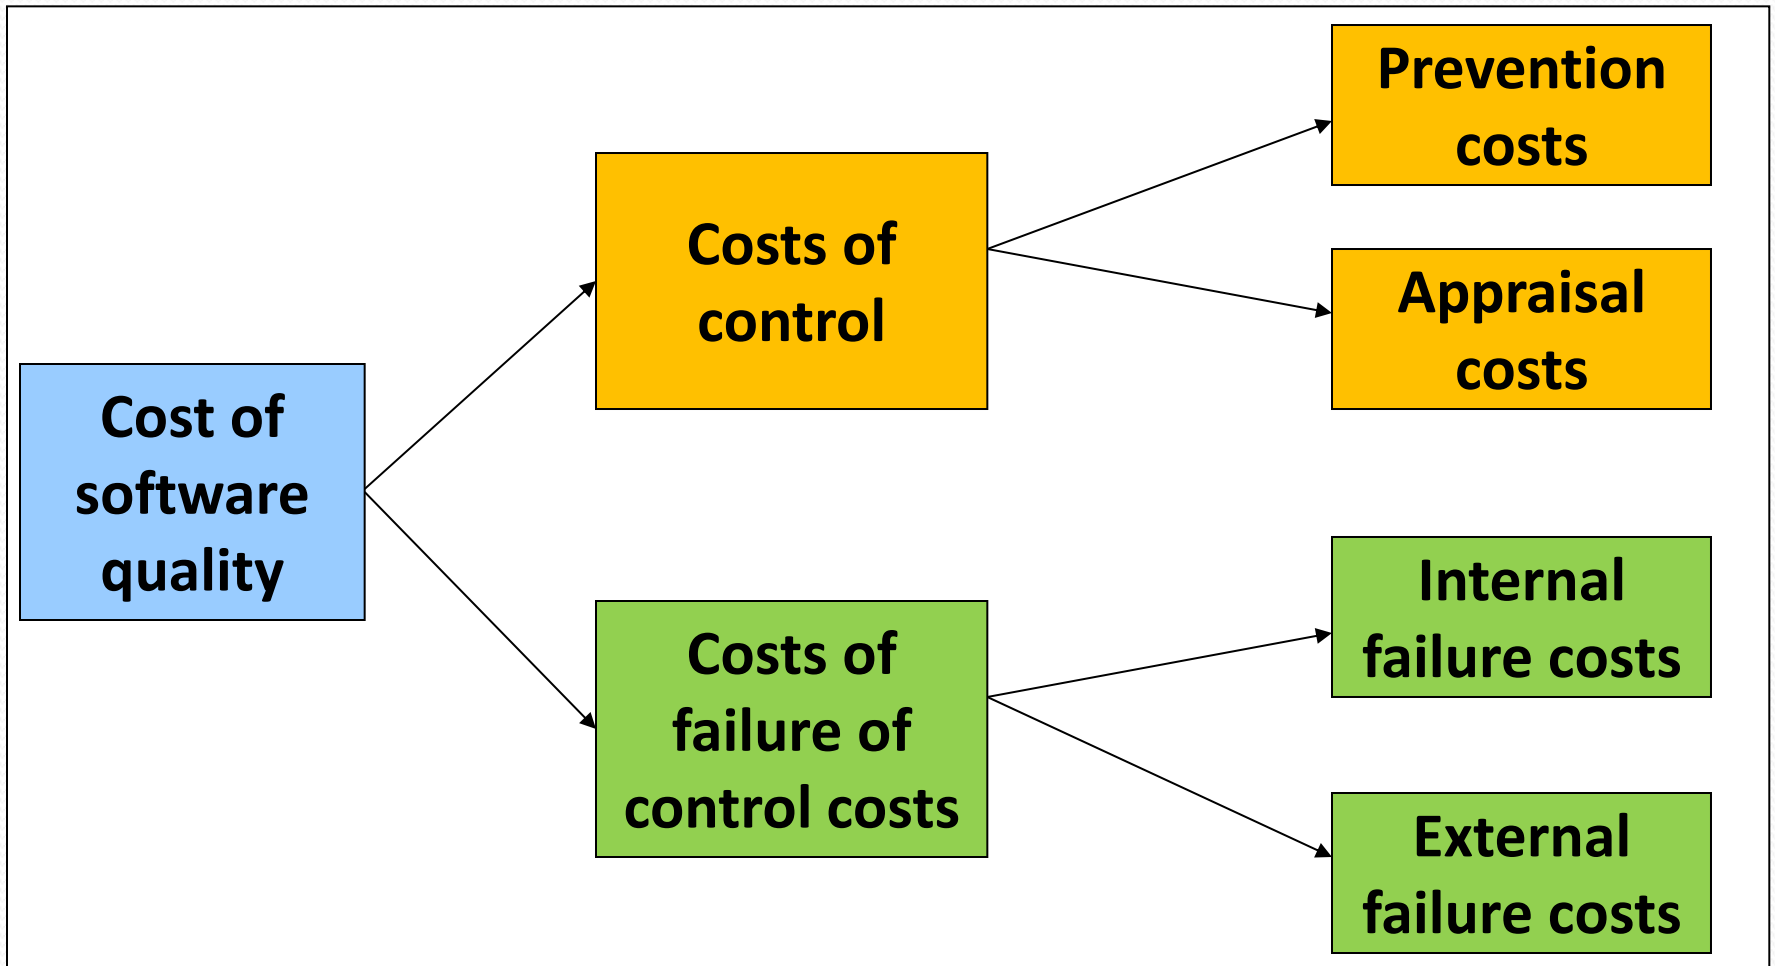 Cost of
software
quality
Costs of
control
Prevention
costs
Appraisal
costs
Costs of
failure of
control costs
Internal
failure costs
External
failure costs